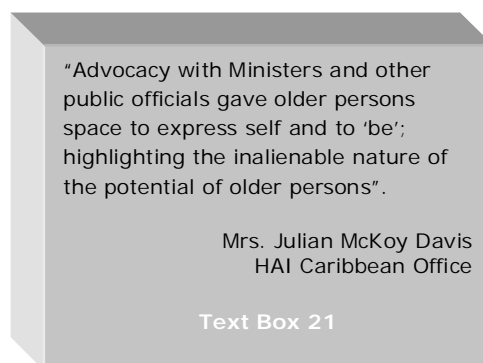 “Advocacy with Ministers and other
public officials gave older persons
space to express self and to ‘be’;
highlighting the inalienable nature of
the potential of older persons”.
Mrs. Julian McKoy Davis
HAI Caribbean Office
Text Box 21